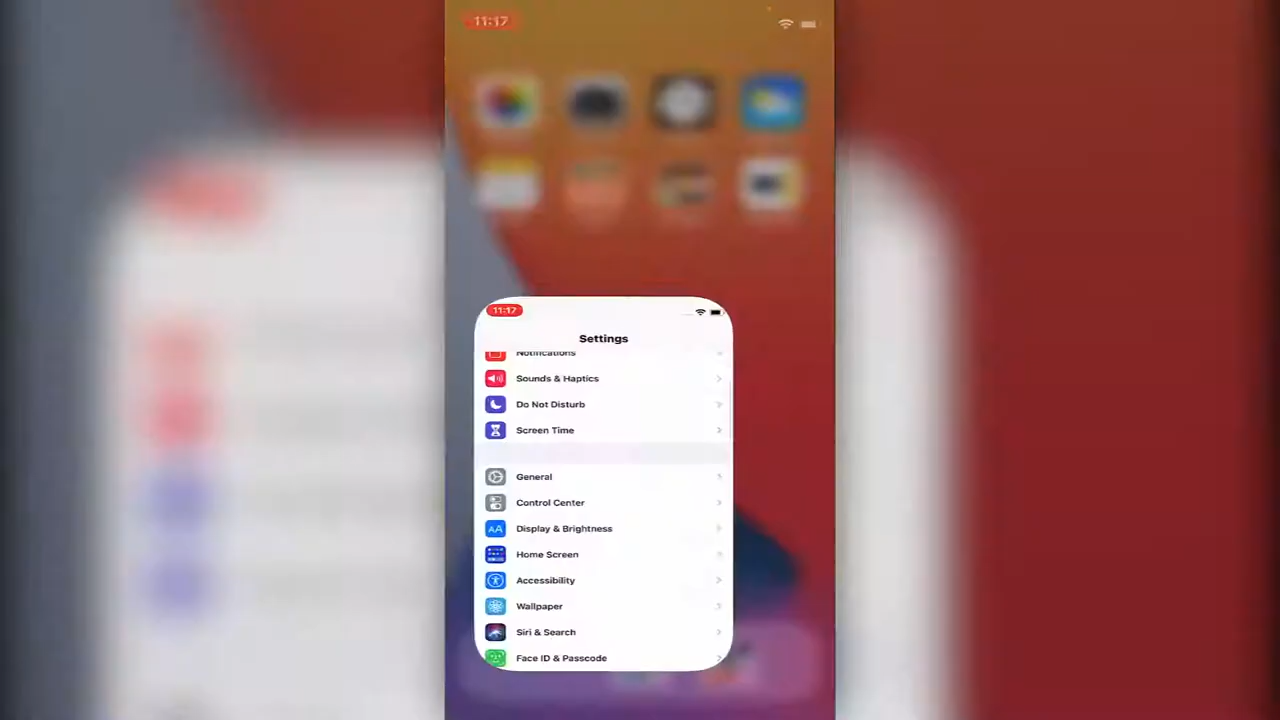 11:17
11:17
Settings
Notifications
Sounds & Haptics
Do Not Disturb
Screen Time
General
Control Center
Display & Brightness
AA
Home Screen
Accessibility
Wallpaper
Siri & Search
Face ID & Passcode